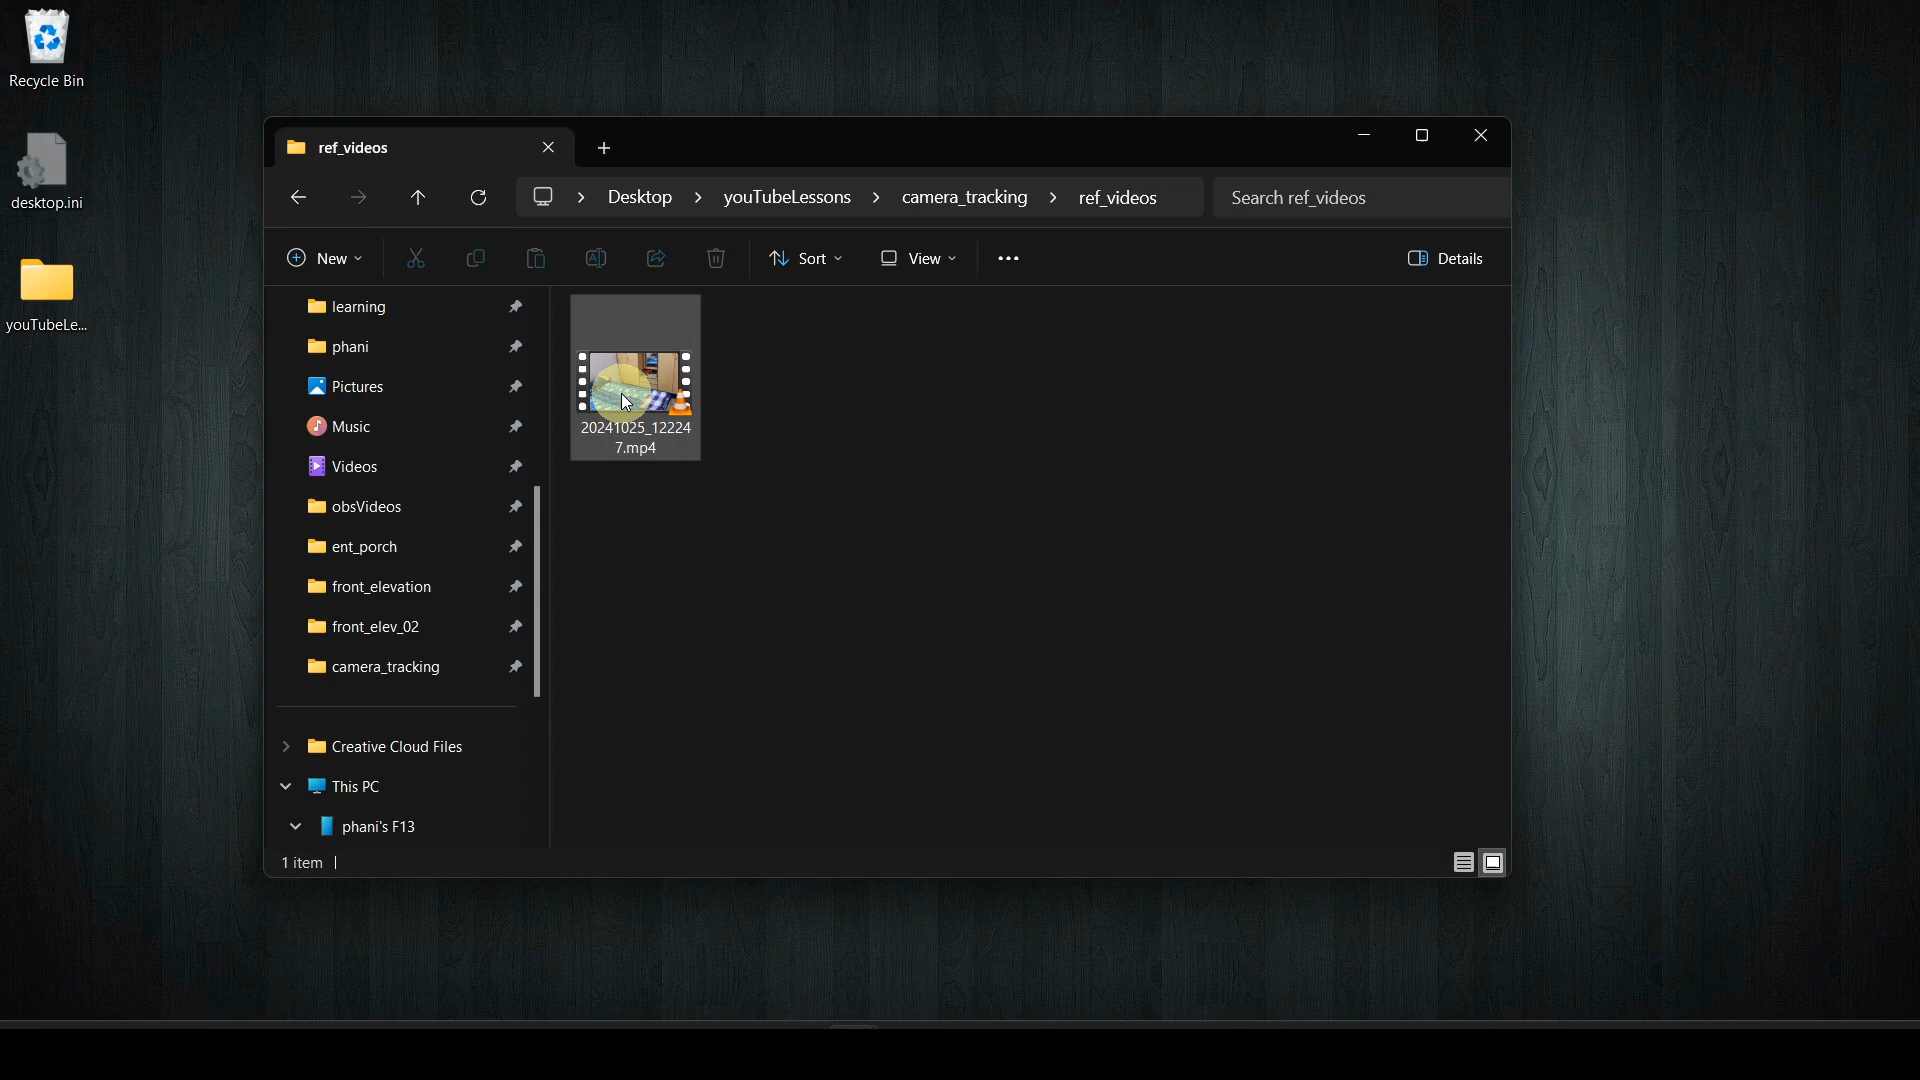 Recycle Bin
desktop.ini
youTubeLe...
ref_videos
Desktop > youTubeLessons > camera_tracking > ref_videos
Search ref_videos
New
Sort
View
Details
learning
phani
Pictures
Music
Videos
obsVideos
ent_porch
front_elevation
front_elev_02
camera_tracking
Creative Cloud Files
This PC
phani's F13
20241025_12224
7.mp4
1 item